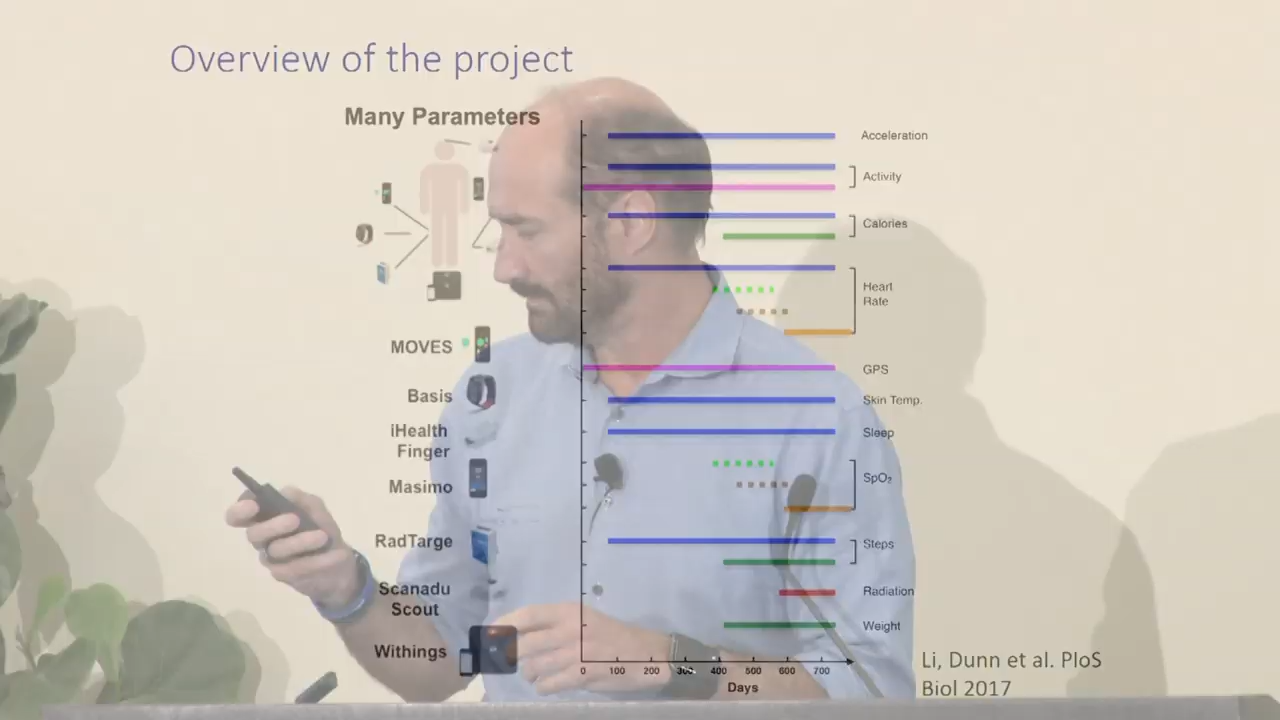 Overview of the project
Many Parameters
MOVES
Basis
iHealth
Finger
Masimo
RadTarge
Scanadu
Scout
Withings
Acceleration
Activity
Calories
Heart
Rate
GPS
Skin Temp.
Sleep
SpO₂
Steps
Radiation
Weight
0 100 200 300 400 500 600 700
Days
Li, Dunn et al. PloS
Biol 2017